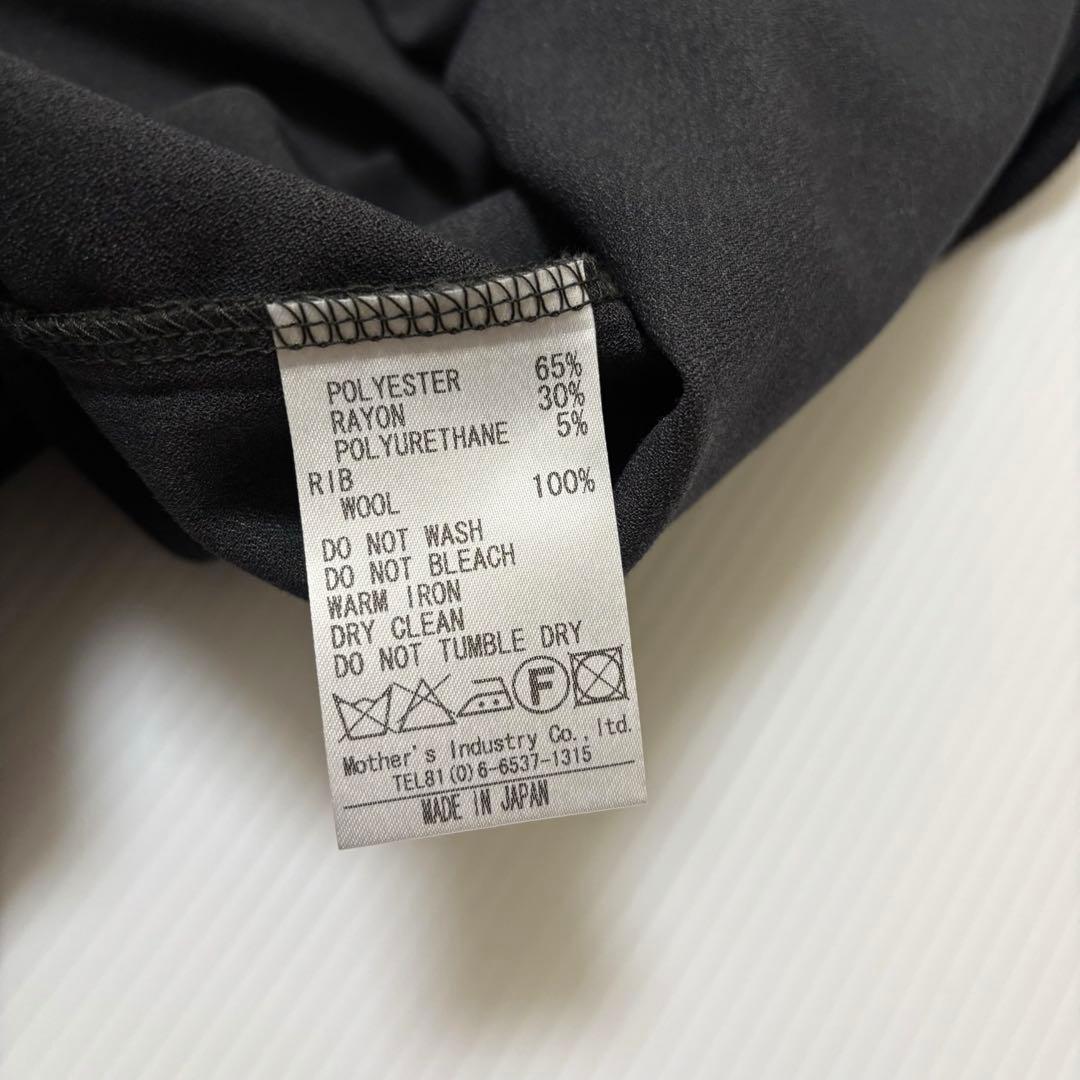 POLYESTER 65%
RAYON 30%
POLYURETHANE 5%
RIB
WOOL 100%
DO NOT WASH
DO NOT BLEACH
WARM IRON
DRY CLEAN
DO NOT TUMBLE DRY
F
Mother's Industry Co., ltd.
TEL81(0)6-6537-1315
MADE IN JAPAN